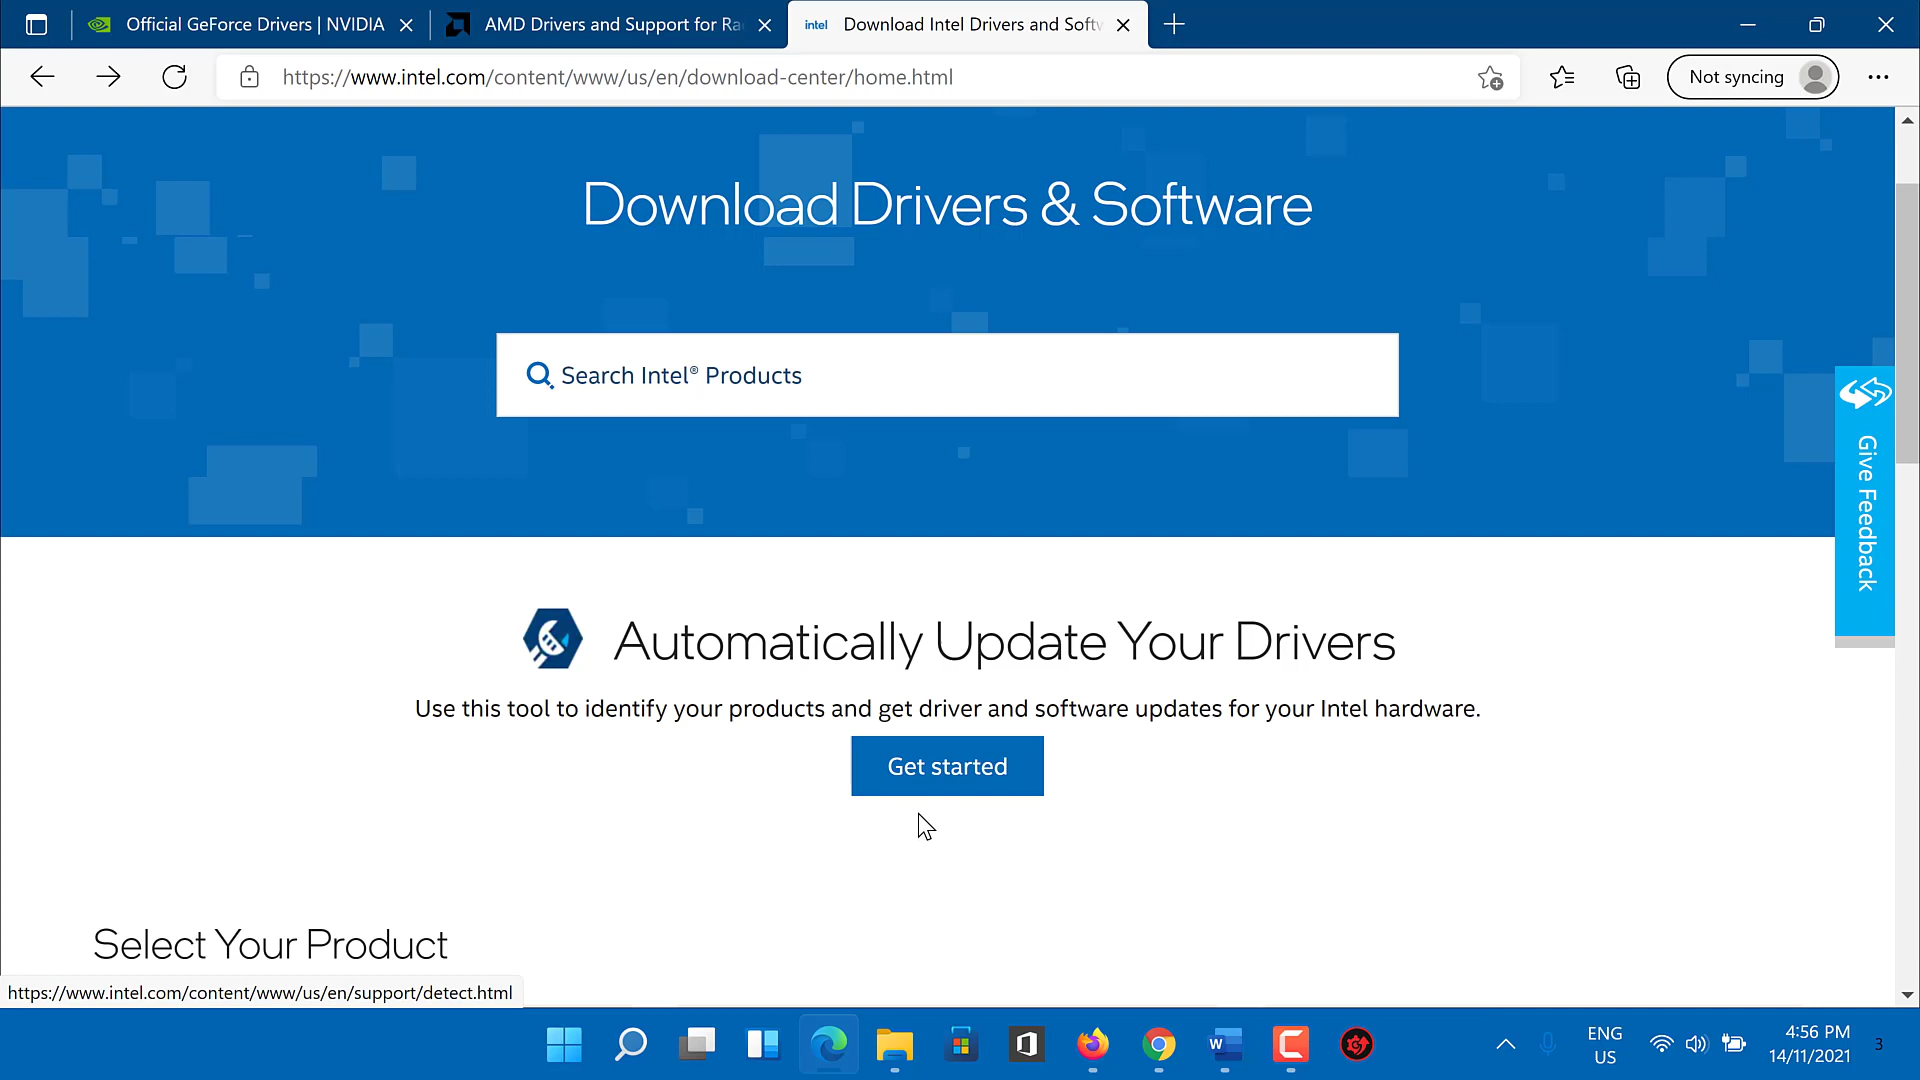 Official GeForce Drivers | NVIDIA
AMD Drivers and Support for Ra
intel
Download Intel Drivers and Softw
https://www.intel.com/content/www/us/en/download-center/home.html
Not syncing
Download Drivers & Software
Search Intel® Products
Give Feedback
Automatically Update Your Drivers
Use this tool to identify your products and get driver and software updates for your Intel hardware.
Get started
Select Your Product
https://www.intel.com/content/www/us/en/support/detect.html
W
ENG
US
4:56 PM
14/11/2021
3